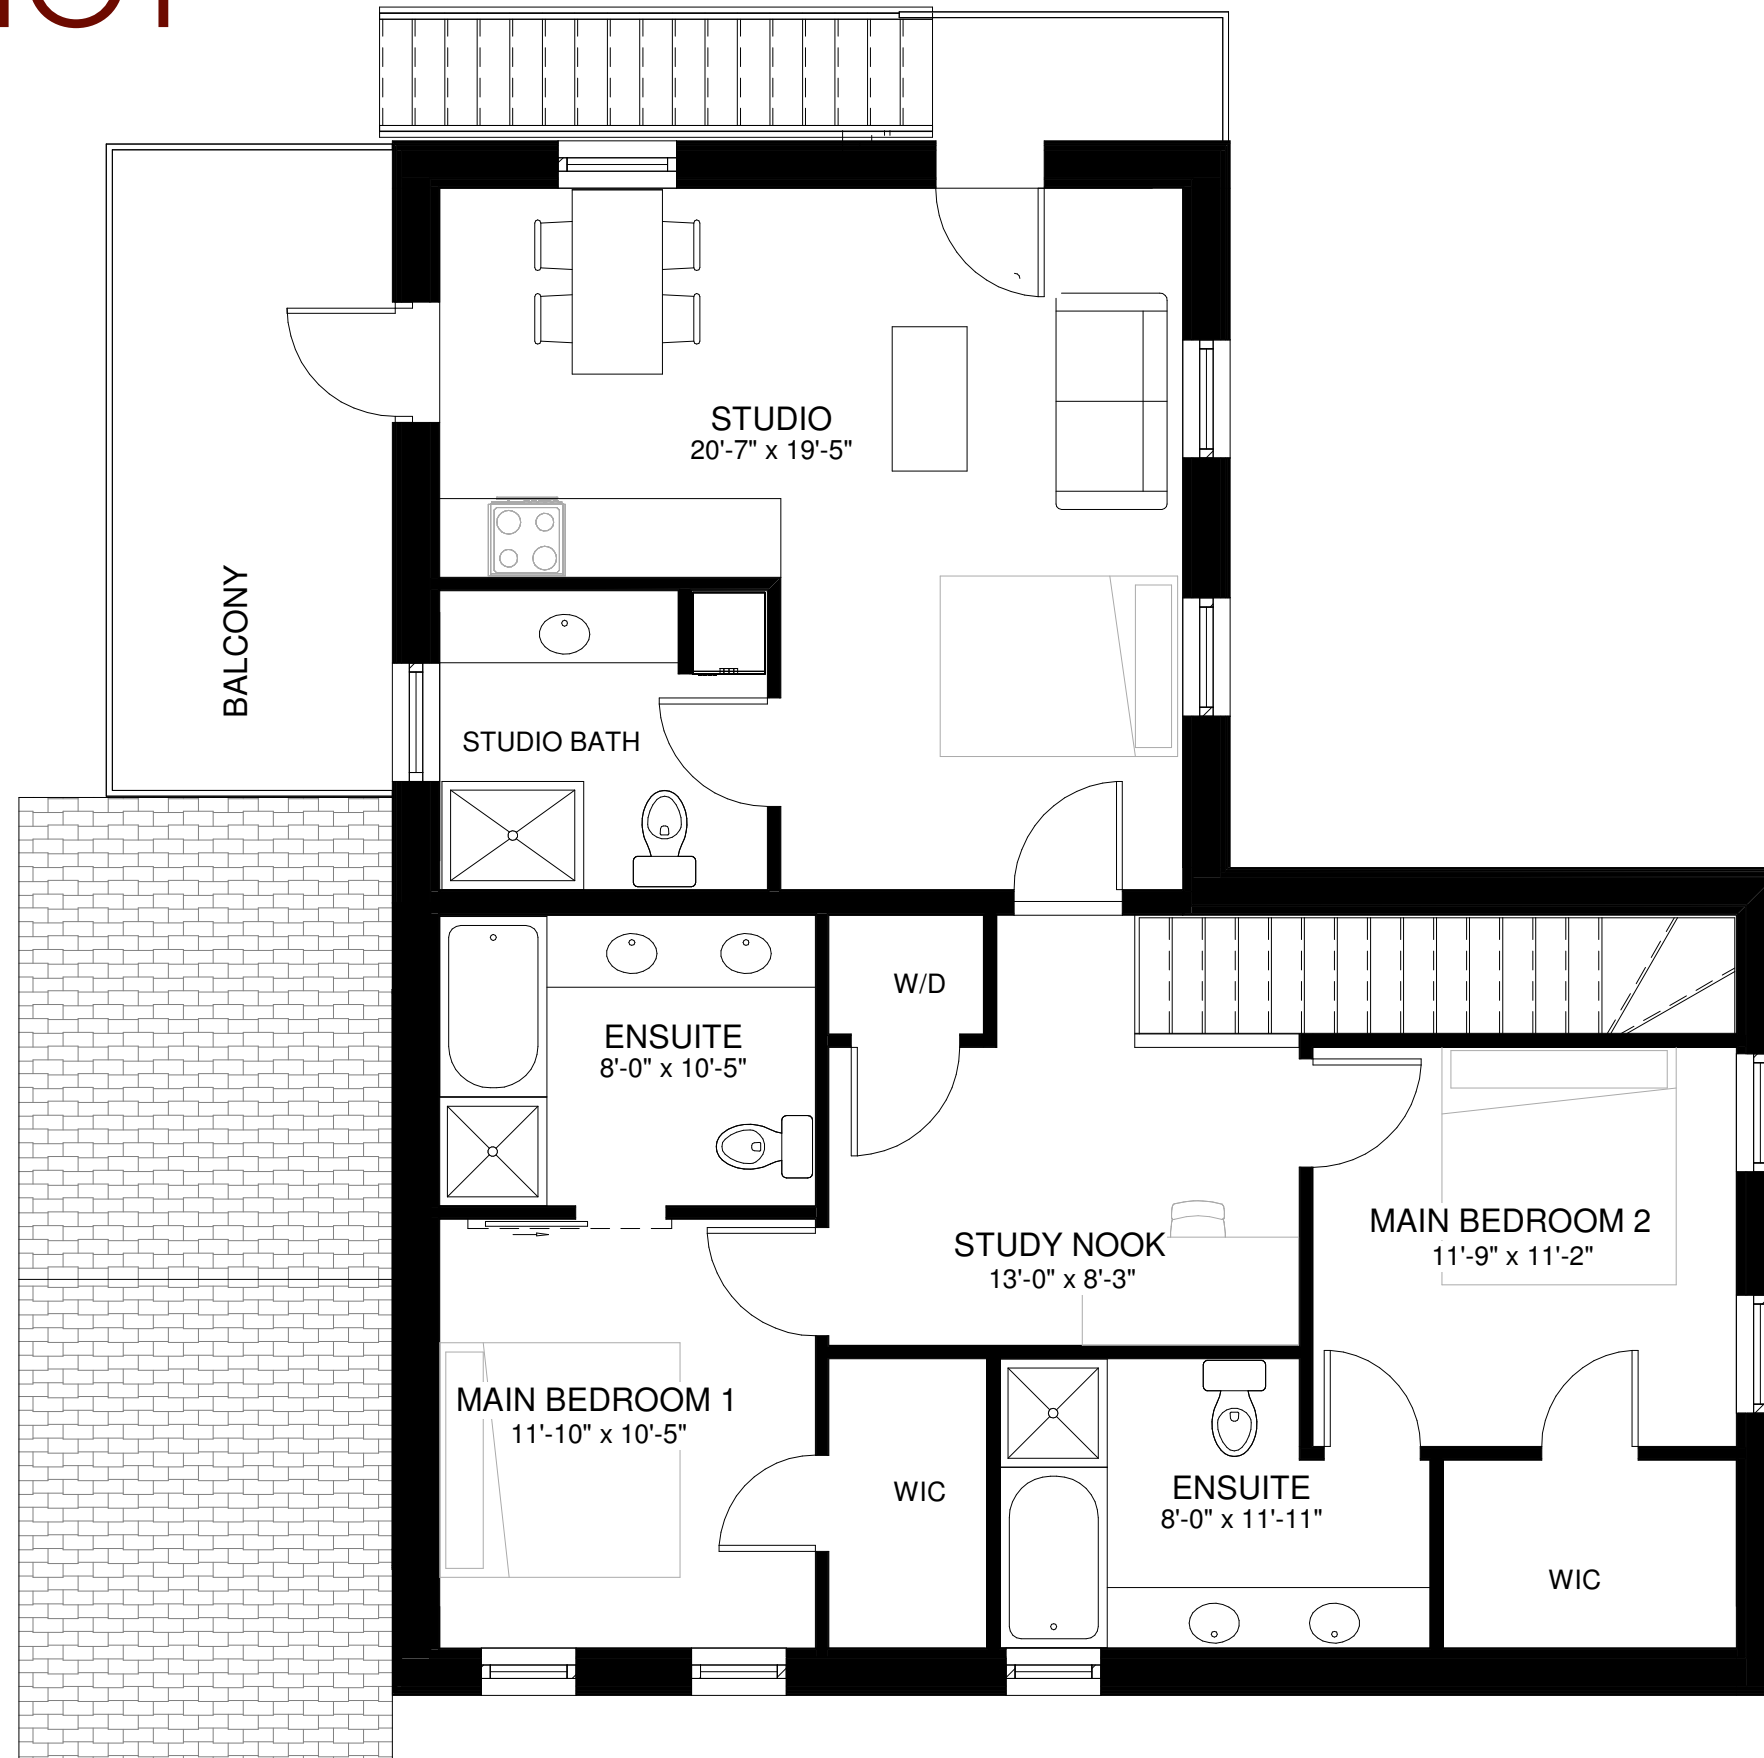 STUDIO
20'-7" x 19'-5"
BALCONY
STUDIO BATH
W/D
ENSUITE
8'-0" x 10'-5"
MAIN BEDROOM 2
11'-9" x 11'-2"
STUDY NOOK
13'-0" x 8'-3"
MAIN BEDROOM 1
11'-10" x 10'-5"
WIC
ENSUITE
8'-0" x 11'-11"
WIC